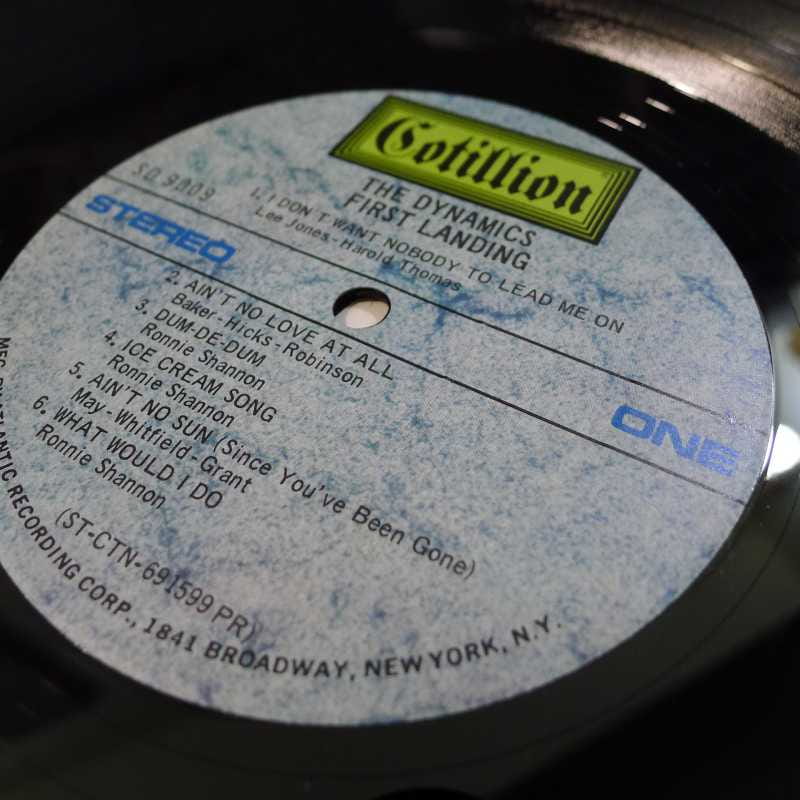 Cotillion
THE DYNAMICS
FIRST LANDING
SD 9009
1. I DON'T WANT NOBODY TO LEAD ME ON
Lee Jones - Harold Thomas
STEREO
ONE
2. AIN'T NO LOVE AT ALL
Baker - Hicks - Robinson
3. DUM-DE-DUM
Ronnie Shannon
4. ICE CREAM SONG
Ronnie Shannon
5. AIN'T NO SUN (Since You've Been Gone)
May - Whitfield - Grant
6. WHAT WOULD I DO
Ronnie Shannon
(ST-CTN-691599 PR)
MFG. BY ATLANTIC RECORDING CORP., 1841 BROADWAY, NEW YORK, N.Y.